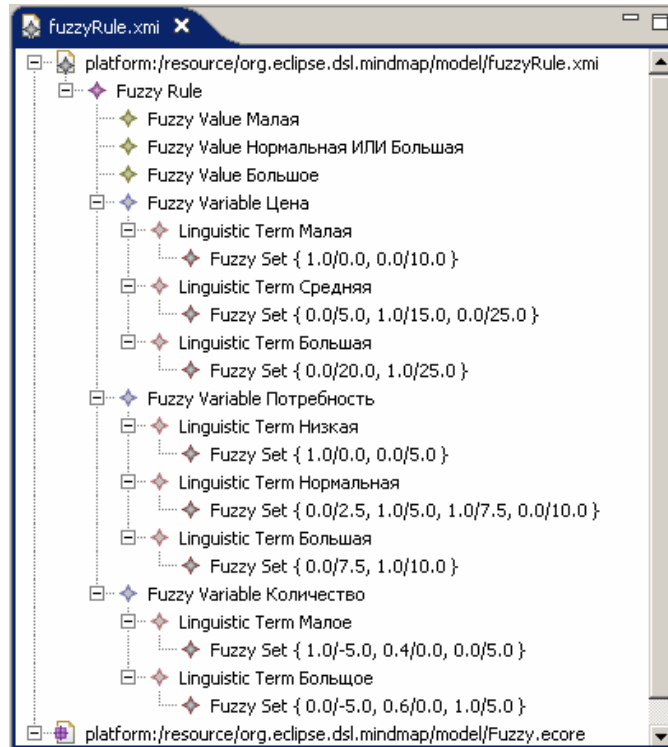 fuzzyRule.xmi
platform:/resource/org.eclipse.dsl.mindmap/model/fuzzyRule.xmi
Fuzzy Rule
Fuzzy Value Малая
Fuzzy Value Нормальная ИЛИ Большая
Fuzzy Value Большое
Fuzzy Variable Цена
Linguistic Term Малая
Fuzzy Set { 1.0/0.0, 0.0/10.0 }
Linguistic Term Средняя
Fuzzy Set { 0.0/5.0, 1.0/15.0, 0.0/25.0 }
Linguistic Term Большая
Fuzzy Set { 0.0/20.0, 1.0/25.0 }
Fuzzy Variable Потребность
Linguistic Term Низкая
Fuzzy Set { 1.0/0.0, 0.0/5.0 }
Linguistic Term Нормальная
Fuzzy Set { 0.0/2.5, 1.0/5.0, 1.0/7.5, 0.0/10.0 }
Linguistic Term Большая
Fuzzy Set { 0.0/7.5, 1.0/10.0 }
Fuzzy Variable Количество
Linguistic Term Малое
Fuzzy Set { 1.0/-5.0, 0.4/0.0, 0.0/5.0 }
Linguistic Term Больщое
Fuzzy Set { 0.0/-5.0, 0.6/0.0, 1.0/5.0 }
platform:/resource/org.eclipse.dsl.mindmap/model/Fuzzy.ecore